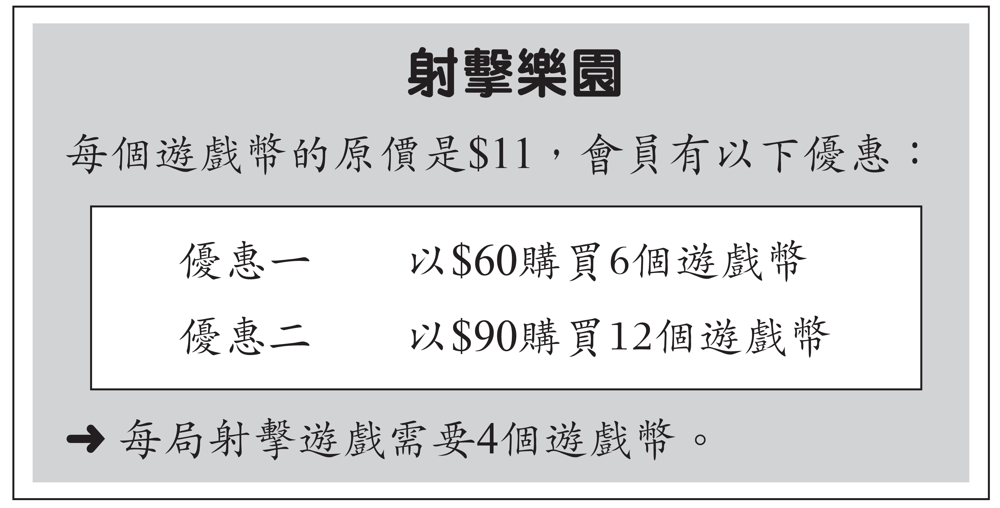 射擊樂園
每個遊戲幣的原價是$11，會員有以下優惠：
優惠一 以$60購買6個遊戲幣
優惠二 以$90購買12個遊戲幣
➔ 每局射擊遊戲需要4個遊戲幣。